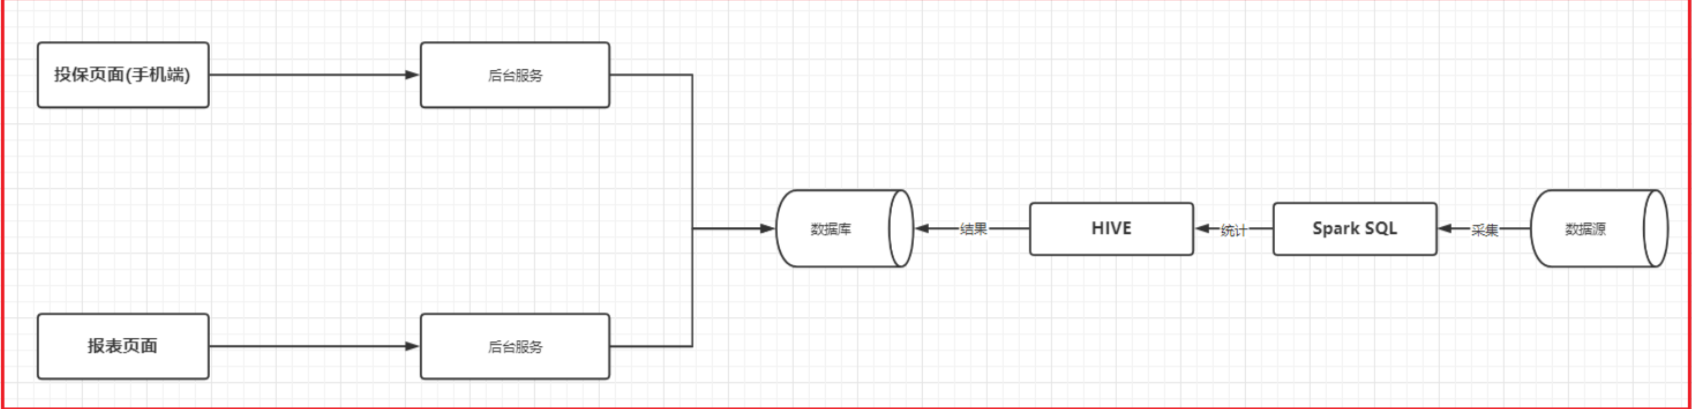 投保页面(手机端)
后台服务
数据库
结果
HIVE
统计
Spark SQL
采集
数据源
报表页面
后台服务